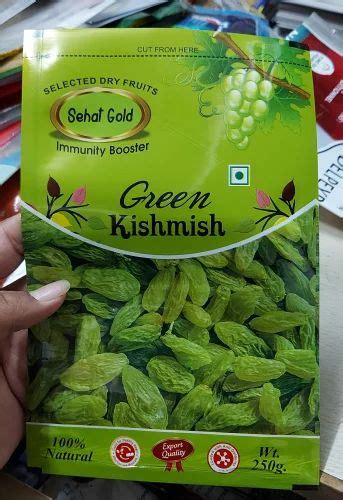 CUT FROM HERE
SELECTED DRY FRUITS
Sehat Gold
Immunity Booster
Green
Kishmish
100%
Natural
Export
Quality
Wt.
250g.